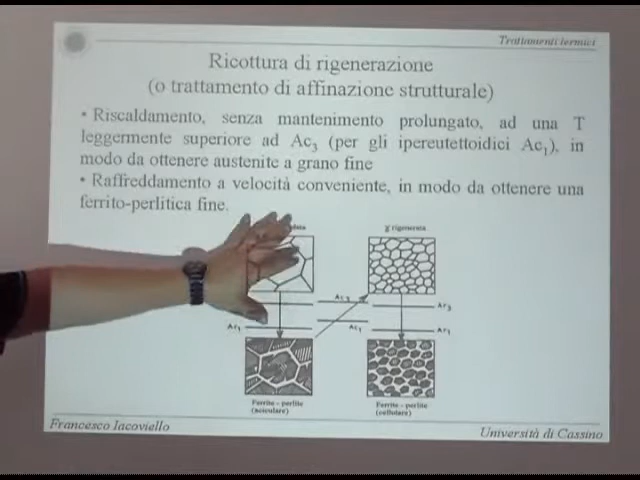 Trattamenti termici
Ricottura di rigenerazione
(o trattamento di affinazione strutturale)
• Riscaldamento, senza mantenimento prolungato, ad una T
leggermente superiore ad Ac3 (per gli ipereutettoidici Ac1), in
modo da ottenere austenite a grano fine
• Raffreddamento a velocità conveniente, in modo da ottenere una
ferrito-perlitica fine.
rigenerata
Ac3
Ar3
Ar1
Ac1
Ar1
Ferrite - perlite
(aciculare)
Ferrite - perlite
(cellulare)
Francesco Iacoviello
Università di Cassino